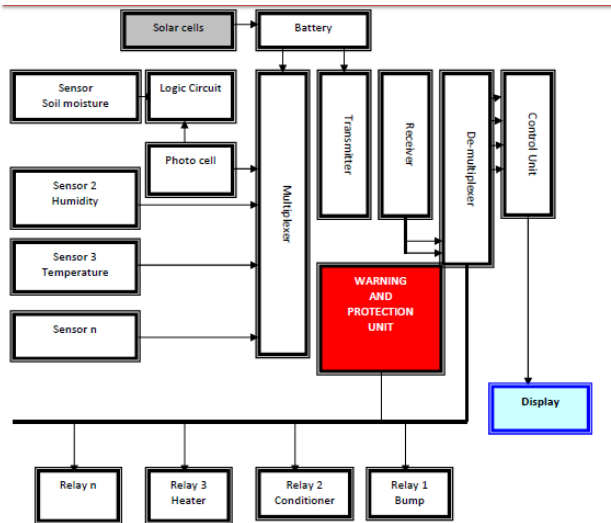 Solar cells
Battery
Sensor
Soil moisture
Logic Circuit
Photo cell
Sensor 2
Humidity
Sensor 3
Temperature
Sensor n
Multiplexer
Transmitter
Receiver
De-multiplexer
Control Unit
WARNING
AND
PROTECTION
UNIT
Display
Relay n
Relay 3
Heater
Relay 2
Conditioner
Relay 1
Bump